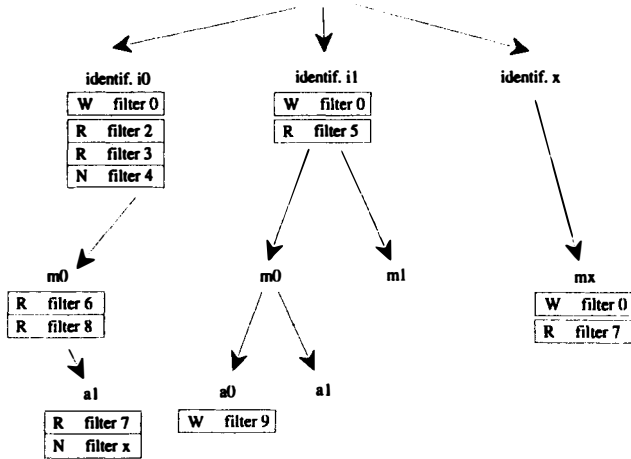 identif. i0
identif. i1
identif. x
W filter 0
R filter 2
R filter 3
N filter 4
W filter 0
R filter 5
m0
R filter 6
R filter 8
m0
m1
mx
W filter 0
R filter 7
a1
R filter 7
N filter x
a0
W filter 9
a1